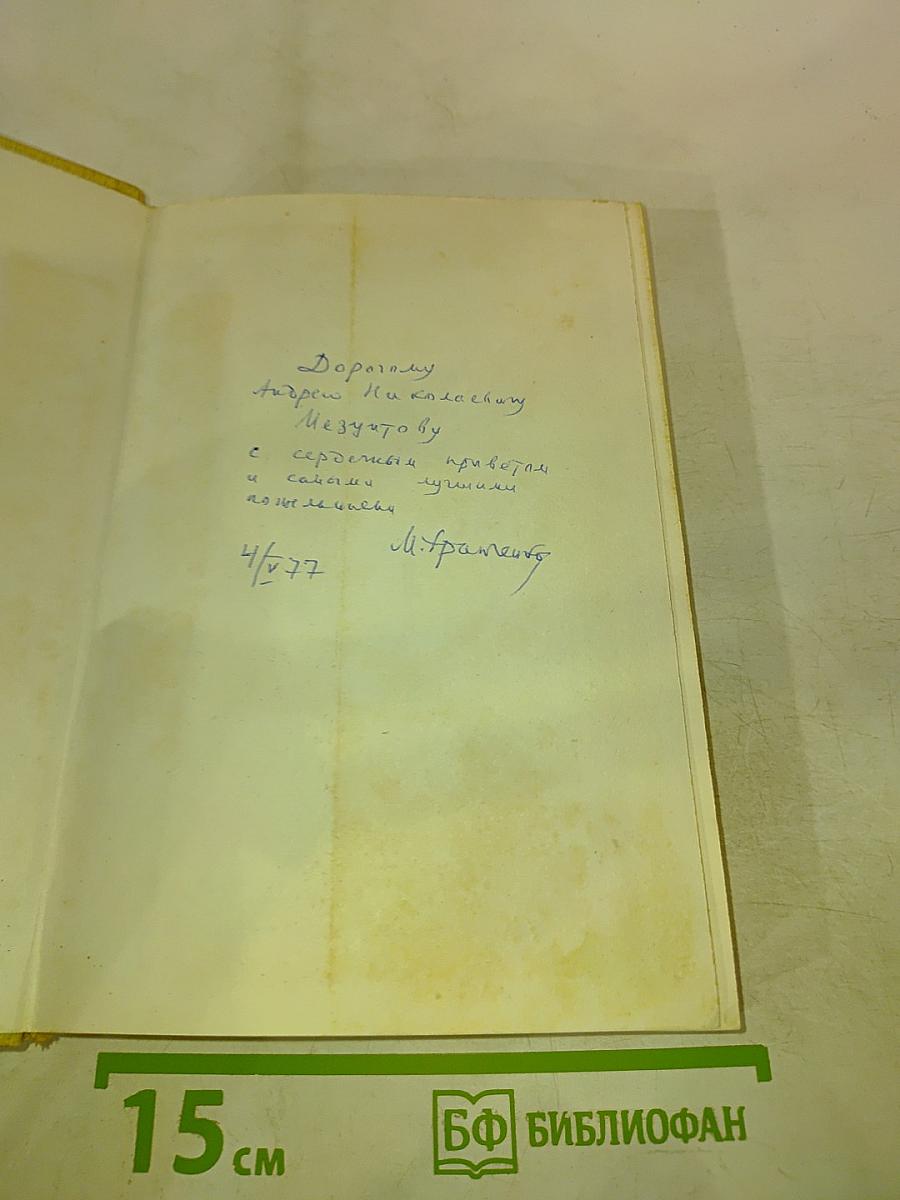 Дорогому
Андрею Николаевичу
Мезунтову
с сердечным приветом
и самыми лучшими
пожеланиями
М.
4/V 77
15 см
БФ БИБЛИОФАН